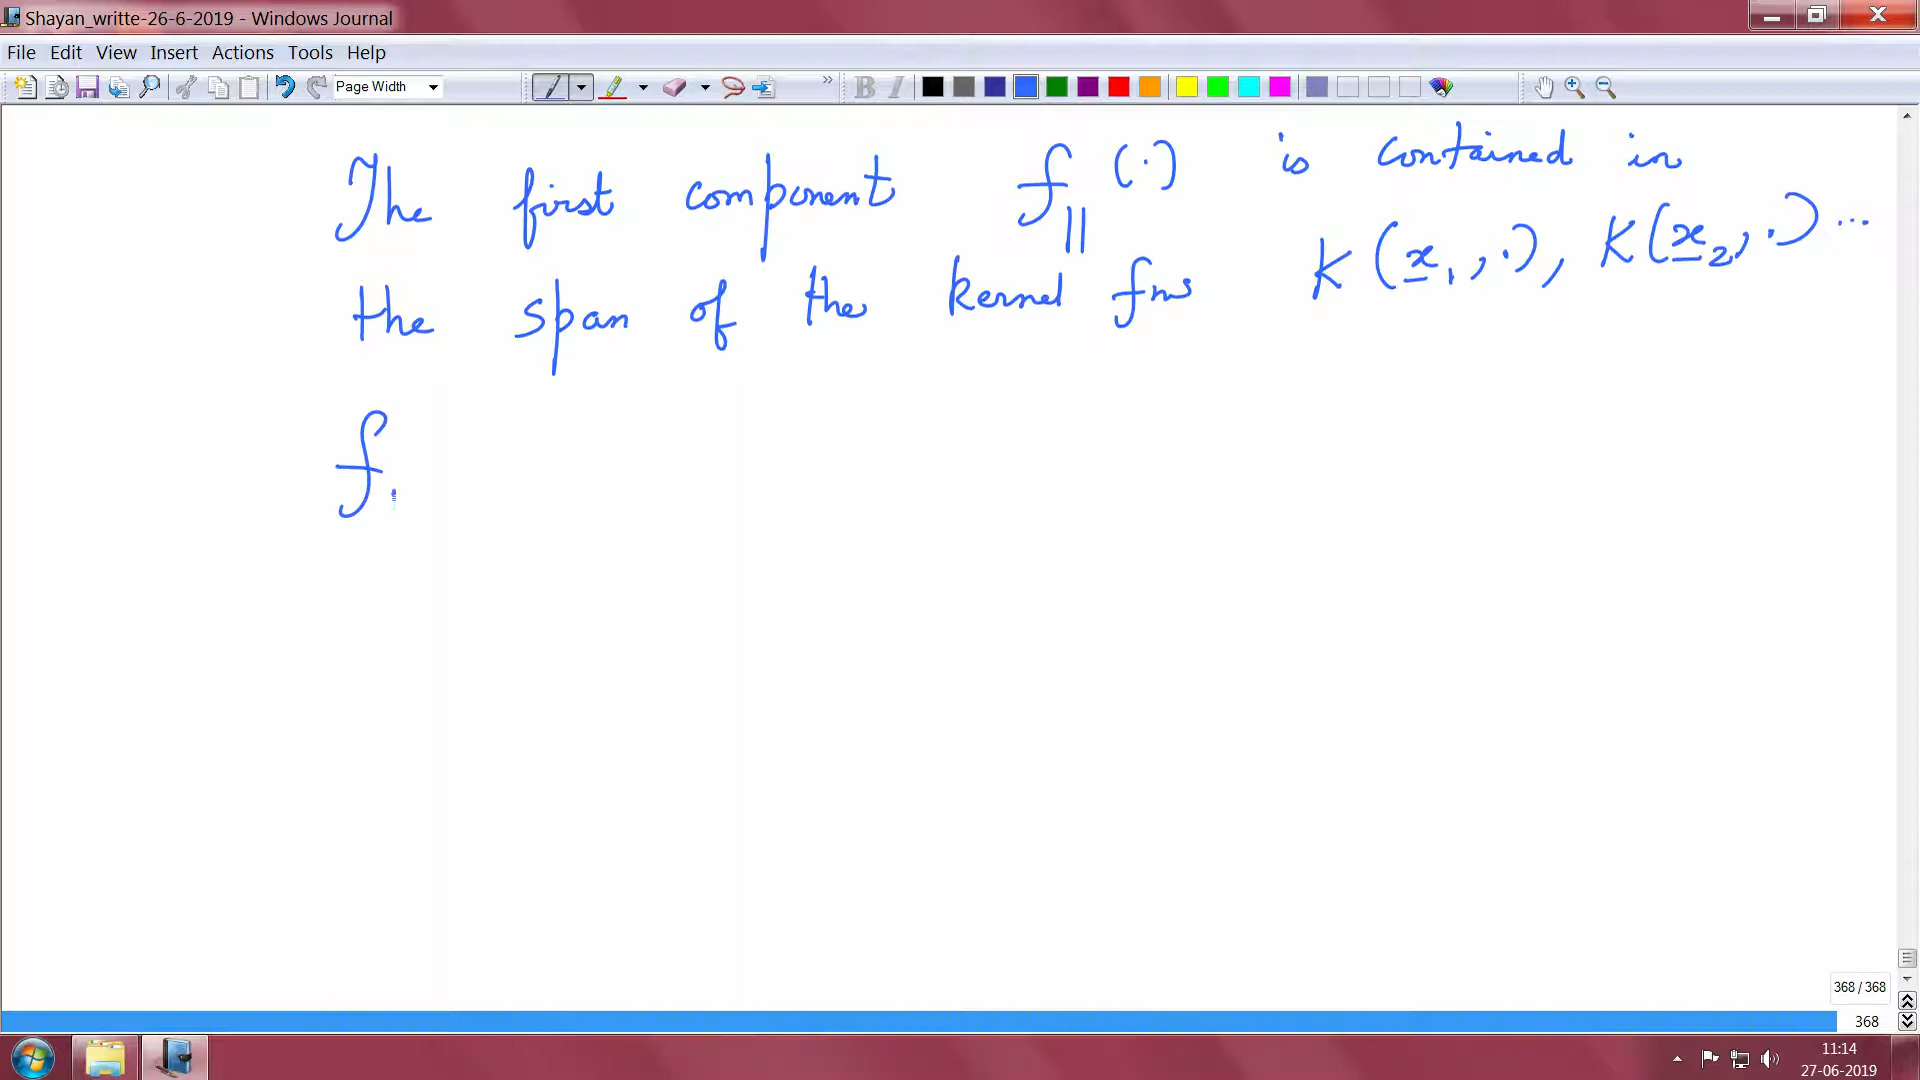 Shayan_writte-26-6-2019 - Windows Journal
File Edit View Insert Actions Tools Help
Page Width
The first component f∥(·) is contained in
the span of the kernel fns K(x₁,·), K(x₂,·)...
f
368 / 368
368
11:14
27-06-2019